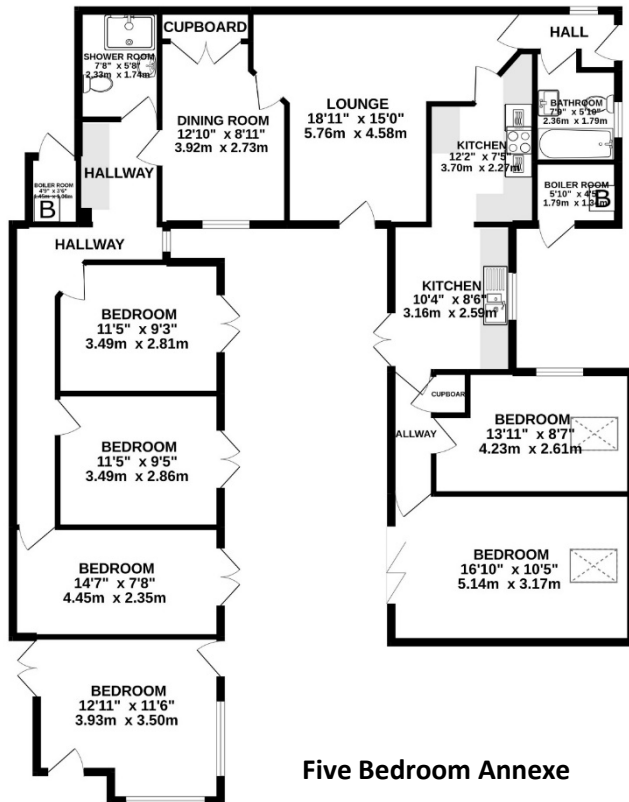 SHOWER ROOM
7'8" x 5'8"
2.33m x 1.74m
CUPBOARD
HALL
DINING ROOM
12'10" x 8'11"
3.92m x 2.73m
LOUNGE
18'11" x 15'0"
5.76m x 4.58m
BATHROOM
7'9" x 5'10"
2.36m x 1.79m
KITCHEN
12'2" x 7'5"
3.70m x 2.27m
HALLWAY
BOILER ROOM
4'9" x 3'6"
B
BOILER ROOM
5'10" x 4'5"
1.79m x 1.34m
B
HALLWAY
KITCHEN
10'4" x 8'6"
3.16m x 2.59m
BEDROOM
11'5" x 9'3"
3.49m x 2.81m
CUPBOAR
BEDROOM
13'11" x 8'7"
4.23m x 2.61m
ALLWAY
BEDROOM
11'5" x 9'5"
3.49m x 2.86m
BEDROOM
16'10" x 10'5"
5.14m x 3.17m
BEDROOM
14'7" x 7'8"
4.45m x 2.35m
BEDROOM
12'11" x 11'6"
3.93m x 3.50m
Five Bedroom Annexe